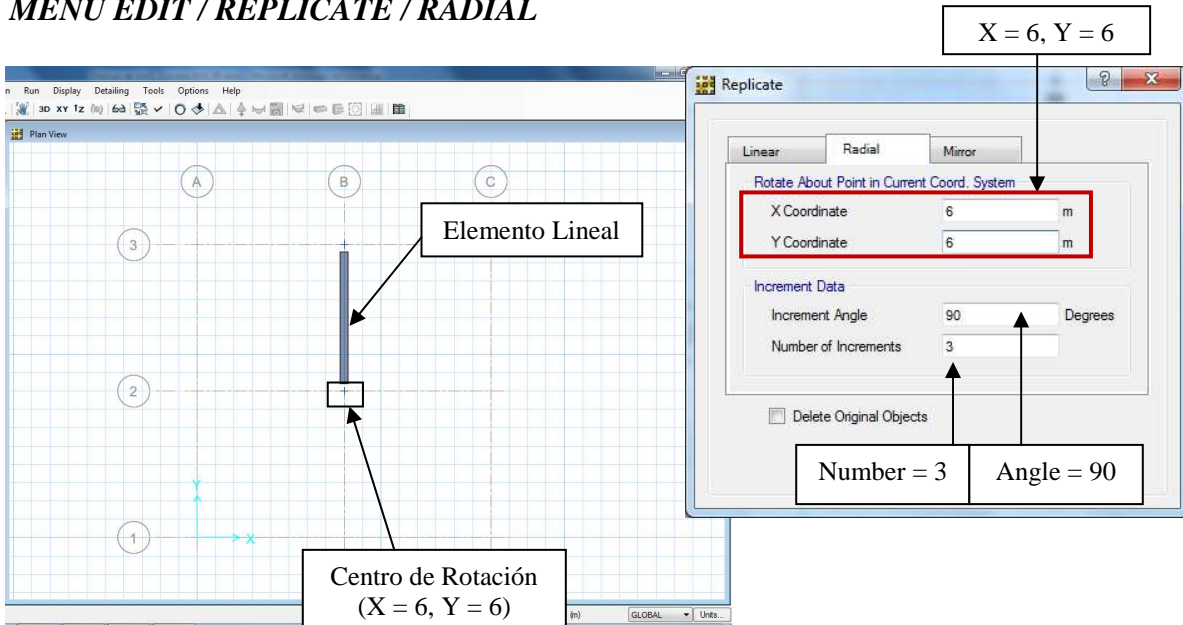 MENÚ EDIT / REPLICATE / RADIAL
X = 6, Y = 6
n Run Display Detailing Tools Options Help
3D XY
Plan View
A B C
3
2
1
Y
X
Elemento Lineal
Centro de Rotación
(X = 6, Y = 6)
(m) GLOBAL Units...
Replicate
Linear Radial Mirror
Rotate About Point in Current Coord. System
X Coordinate 6 m
Y Coordinate 6 m
Increment Data
Increment Angle 90 Degrees
Number of Increments 3
Delete Original Objects
Number = 3 Angle = 90